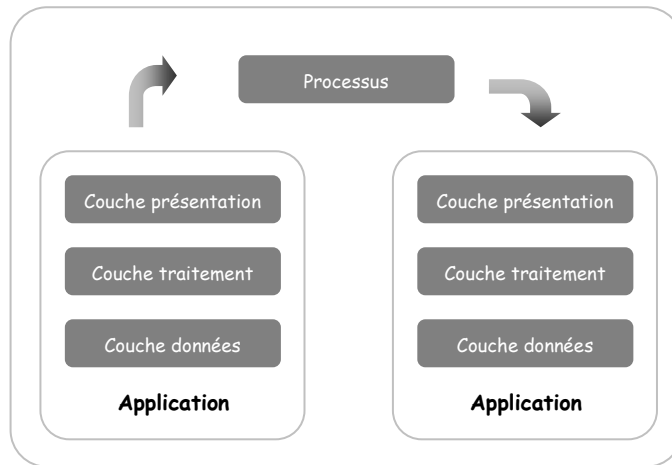 Processus
Couche présentation
Couche traitement
Couche données
Application
Couche présentation
Couche traitement
Couche données
Application